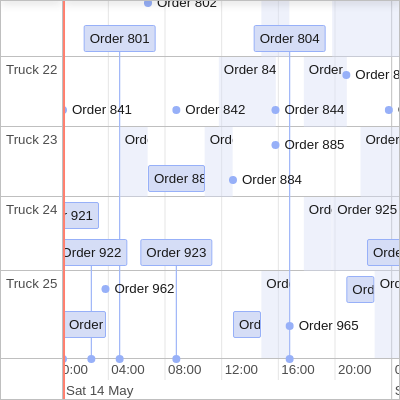 Order 802
Order 801
Order 804
Truck 22
Order 84
Order
Order 8
Order 841
Order 842
Order 844
Truck 23
Ord
Ord
Order
Order 885
Order 88
Order 884
Truck 24
921
Ord
Order 925
Order 922
Order 923
Orde
Truck 25
Ord
Ord
Order 962
Ord
Order
Ord
Order 965
0:00
04:00
08:00
12:00
16:00
20:00
Sat 14 May